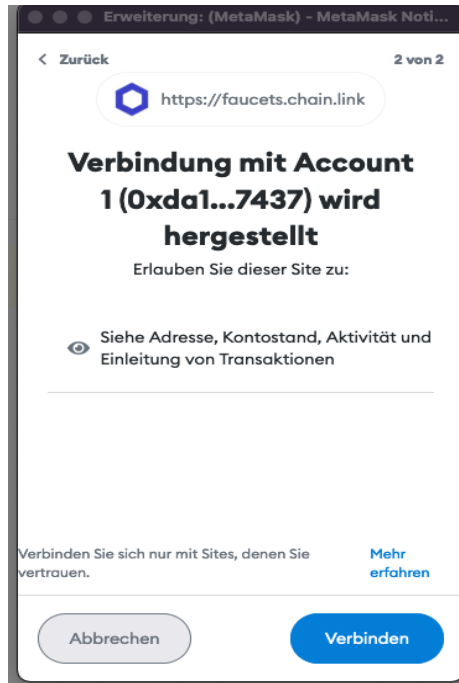 Erweiterung: (MetaMask) - MetaMask Noti...
< Zurück
2 von 2
https://faucets.chain.link
Verbindung mit Account
1 (0xda1...7437) wird
hergestellt
Erlauben Sie dieser Site zu:
Siehe Adresse, Kontostand, Aktivität und
Einleitung von Transaktionen
Verbinden Sie sich nur mit Sites, denen Sie
vertrauen.
Mehr
erfahren
Abbrechen
Verbinden